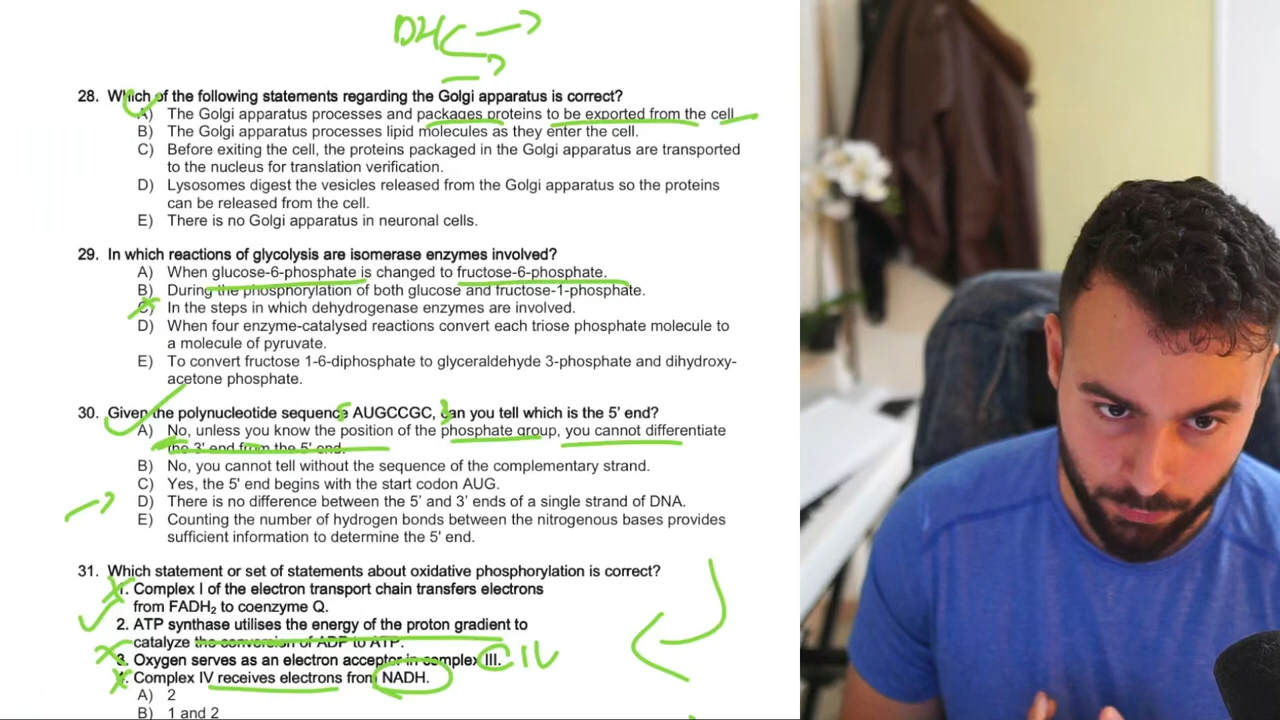 28. Which of the following statements regarding the Golgi apparatus is correct?
A) The Golgi apparatus processes and packages proteins to be exported from the cell
B) The Golgi apparatus processes lipid molecules as they enter the cell.
C) Before exiting the cell, the proteins packaged in the Golgi apparatus are transported
to the nucleus for translation verification.
D) Lysosomes digest the vesicles released from the Golgi apparatus so the proteins
can be released from the cell.
E) There is no Golgi apparatus in neuronal cells.
29. In which reactions of glycolysis are isomerase enzymes involved?
A) When glucose-6-phosphate is changed to fructose-6-phosphate.
B) During the phosphorylation of both glucose and fructose-1-phosphate.
C) In the steps in which dehydrogenase enzymes are involved.
D) When four enzyme-catalysed reactions convert each triose phosphate molecule to
a molecule of pyruvate.
E) To convert fructose 1-6-diphosphate to glyceraldehyde 3-phosphate and dihydroxy-
acetone phosphate.
30. Given the polynucleotide sequence AUGCCGC, can you tell which is the 5' end?
A) No, unless you know the position of the phosphate group, you cannot differentiate
the 3' end from the 5' end.
B) No, you cannot tell without the sequence of the complementary strand.
C) Yes, the 5' end begins with the start codon AUG.
D) There is no difference between the 5' and 3' ends of a single strand of DNA.
E) Counting the number of hydrogen bonds between the nitrogenous bases provides
sufficient information to determine the 5' end.
31. Which statement or set of statements about oxidative phosphorylation is correct?
1. Complex I of the electron transport chain transfers electrons
from FADH₂ to coenzyme Q.
2. ATP synthase utilises the energy of the proton gradient to
catalyze the conversion of ADP to ATP.
3. Oxygen serves as an electron acceptor in complex III. CIV
4. Complex IV receives electrons from NADH.
A) 2
B) 1 and 2